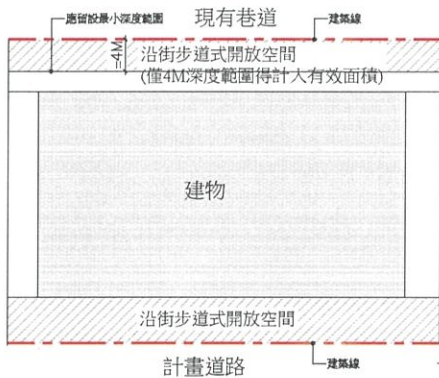 現有巷道
應留設最小深度範圍
建築線
=4M
沿街步道式開放空間
(僅4M深度範圍得計入有效面積)
建物
沿街步道式開放空間
建築線
計畫道路